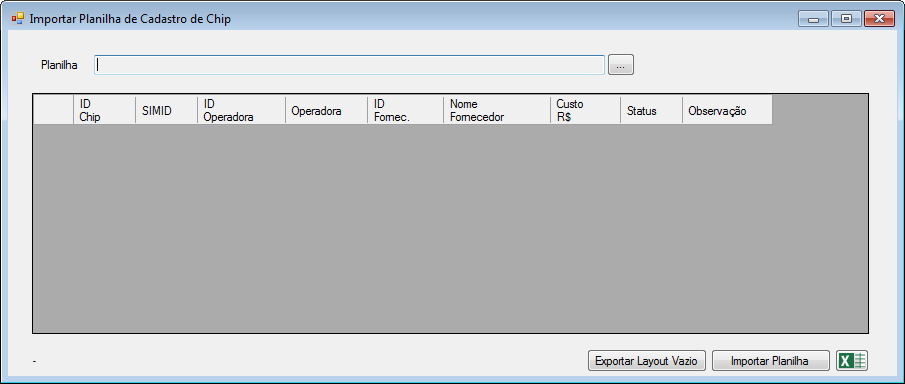 Importar Planilha de Cadastro de Chip
Planilha
...
ID
Chip
SIMID
ID
Operadora
Operadora
ID
Fornec.
Nome
Fornecedor
Custo
R$
Status
Observação
-
Exportar Layout Vazio
Importar Planilha
X